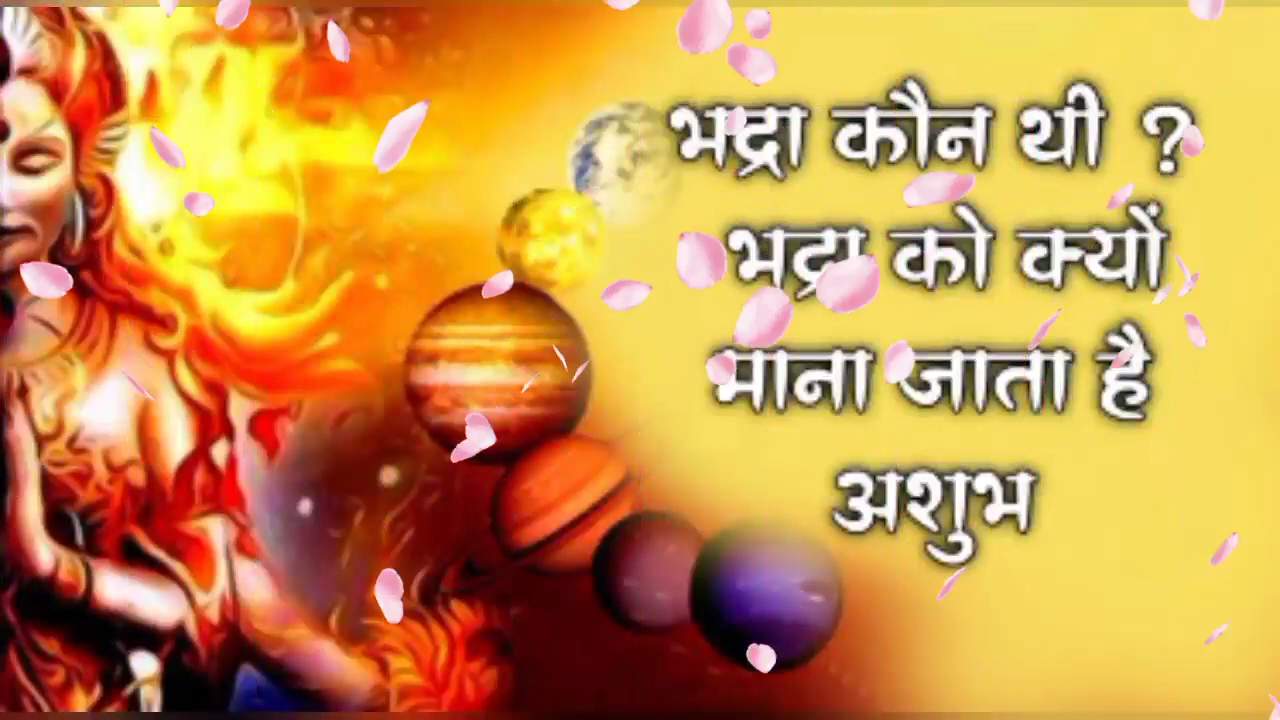 भद्रा कौन थी ?
भद्रा को क्यों
माना जाता है
अशुभ